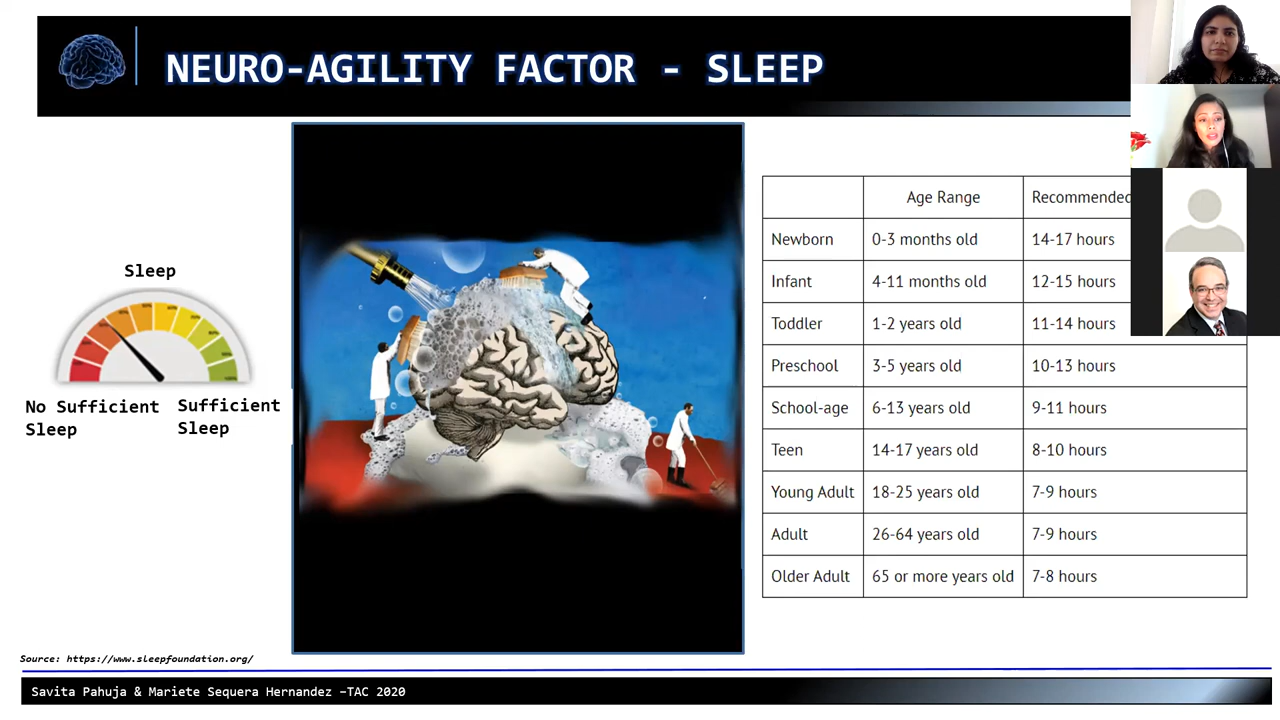 NEURO-AGILITY FACTOR - SLEEP
Sleep
No Sufficient
Sleep
Sufficient
Sleep
Age Range
Recommended
Newborn
0-3 months old
14-17 hours
Infant
4-11 months old
12-15 hours
Toddler
1-2 years old
11-14 hours
Preschool
3-5 years old
10-13 hours
School-age
6-13 years old
9-11 hours
Teen
14-17 years old
8-10 hours
Young Adult
18-25 years old
7-9 hours
Adult
26-64 years old
7-9 hours
Older Adult
65 or more years old
7-8 hours
Source: https://www.sleepfoundation.org/
Savita Pahuja & Mariete Sequera Hernandez –TAC 2020